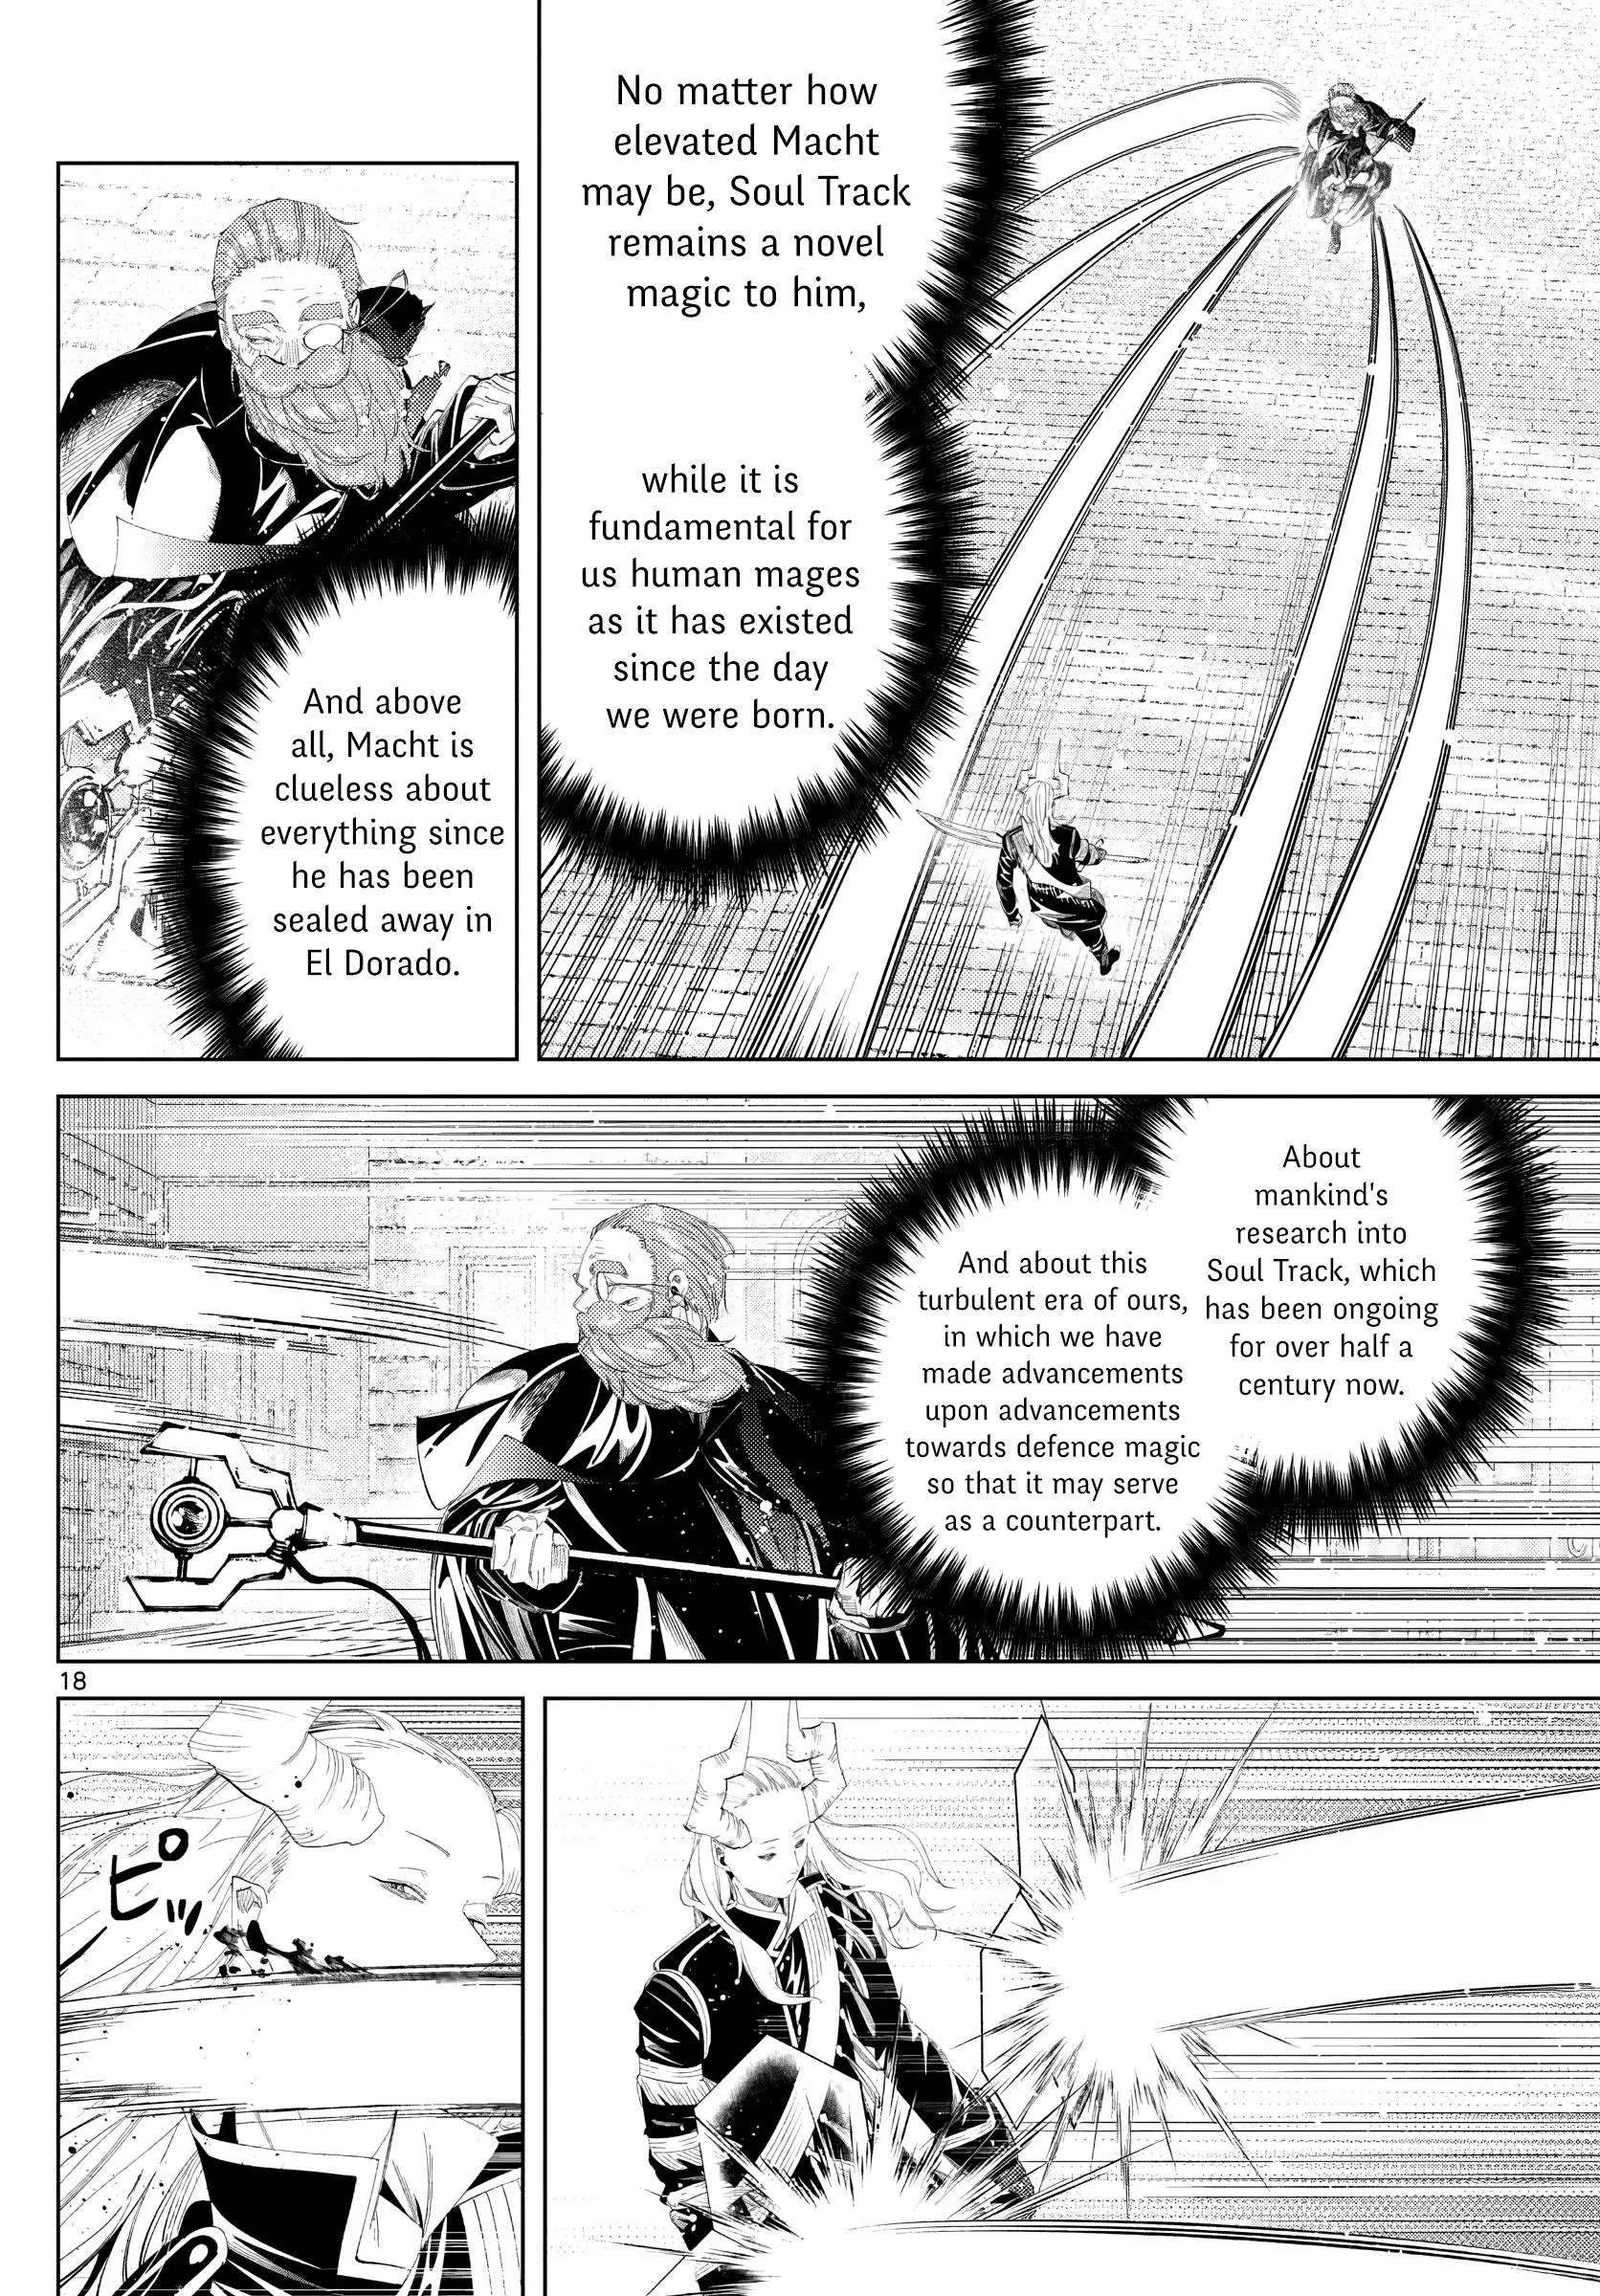 No matter how
elevated Macht
may be, Soul Track
remains a novel
magic to him,
while it is
fundamental for
us human mages
as it has existed
since the day
we were born.
And above
all, Macht is
clueless about
everything since
he has been
sealed away in
El Dorado.
About
mankind's
research into
Soul Track, which
has been ongoing
for over half a
century now.
And about this
turbulent era of ours,
in which we have
made advancements
upon advancements
towards defence magic
so that it may serve
as a counterpart.
18
ピッ